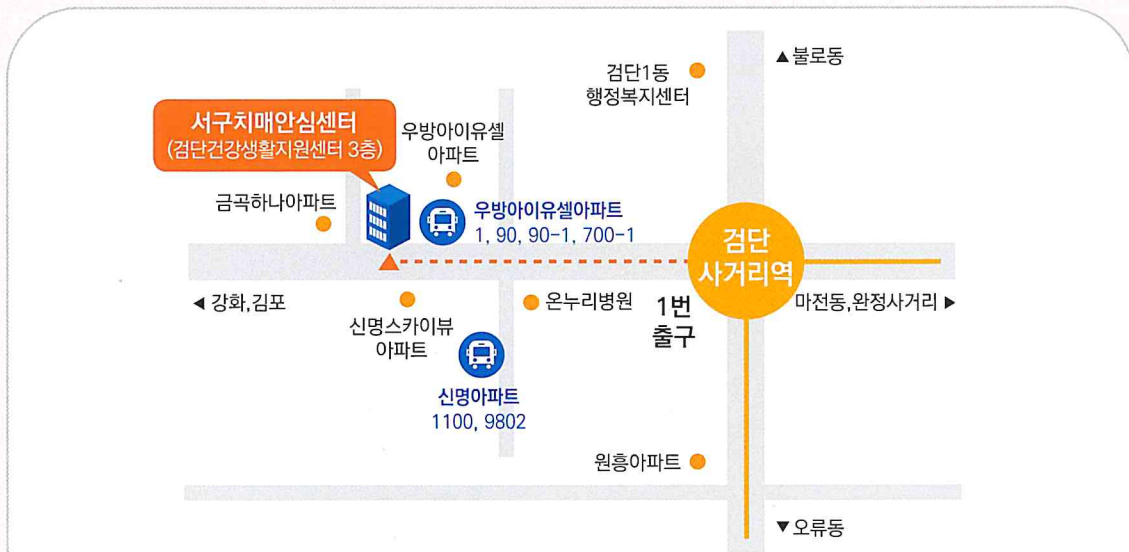 ▲불로동
검단1동
행정복지센터
서구치매안심센터
(검단건강생활지원센터 3층)
우방아이유쉘
아파트
금곡하나아파트
우방아이유쉘아파트
1, 90, 90-1, 700-1
검단
사거리역
◀ 강화,김포
신명스카이뷰
아파트
온누리병원
1번
출구
마전동,완정사거리 ▶
신명아파트
1100, 9802
원흥아파트
▼오류동